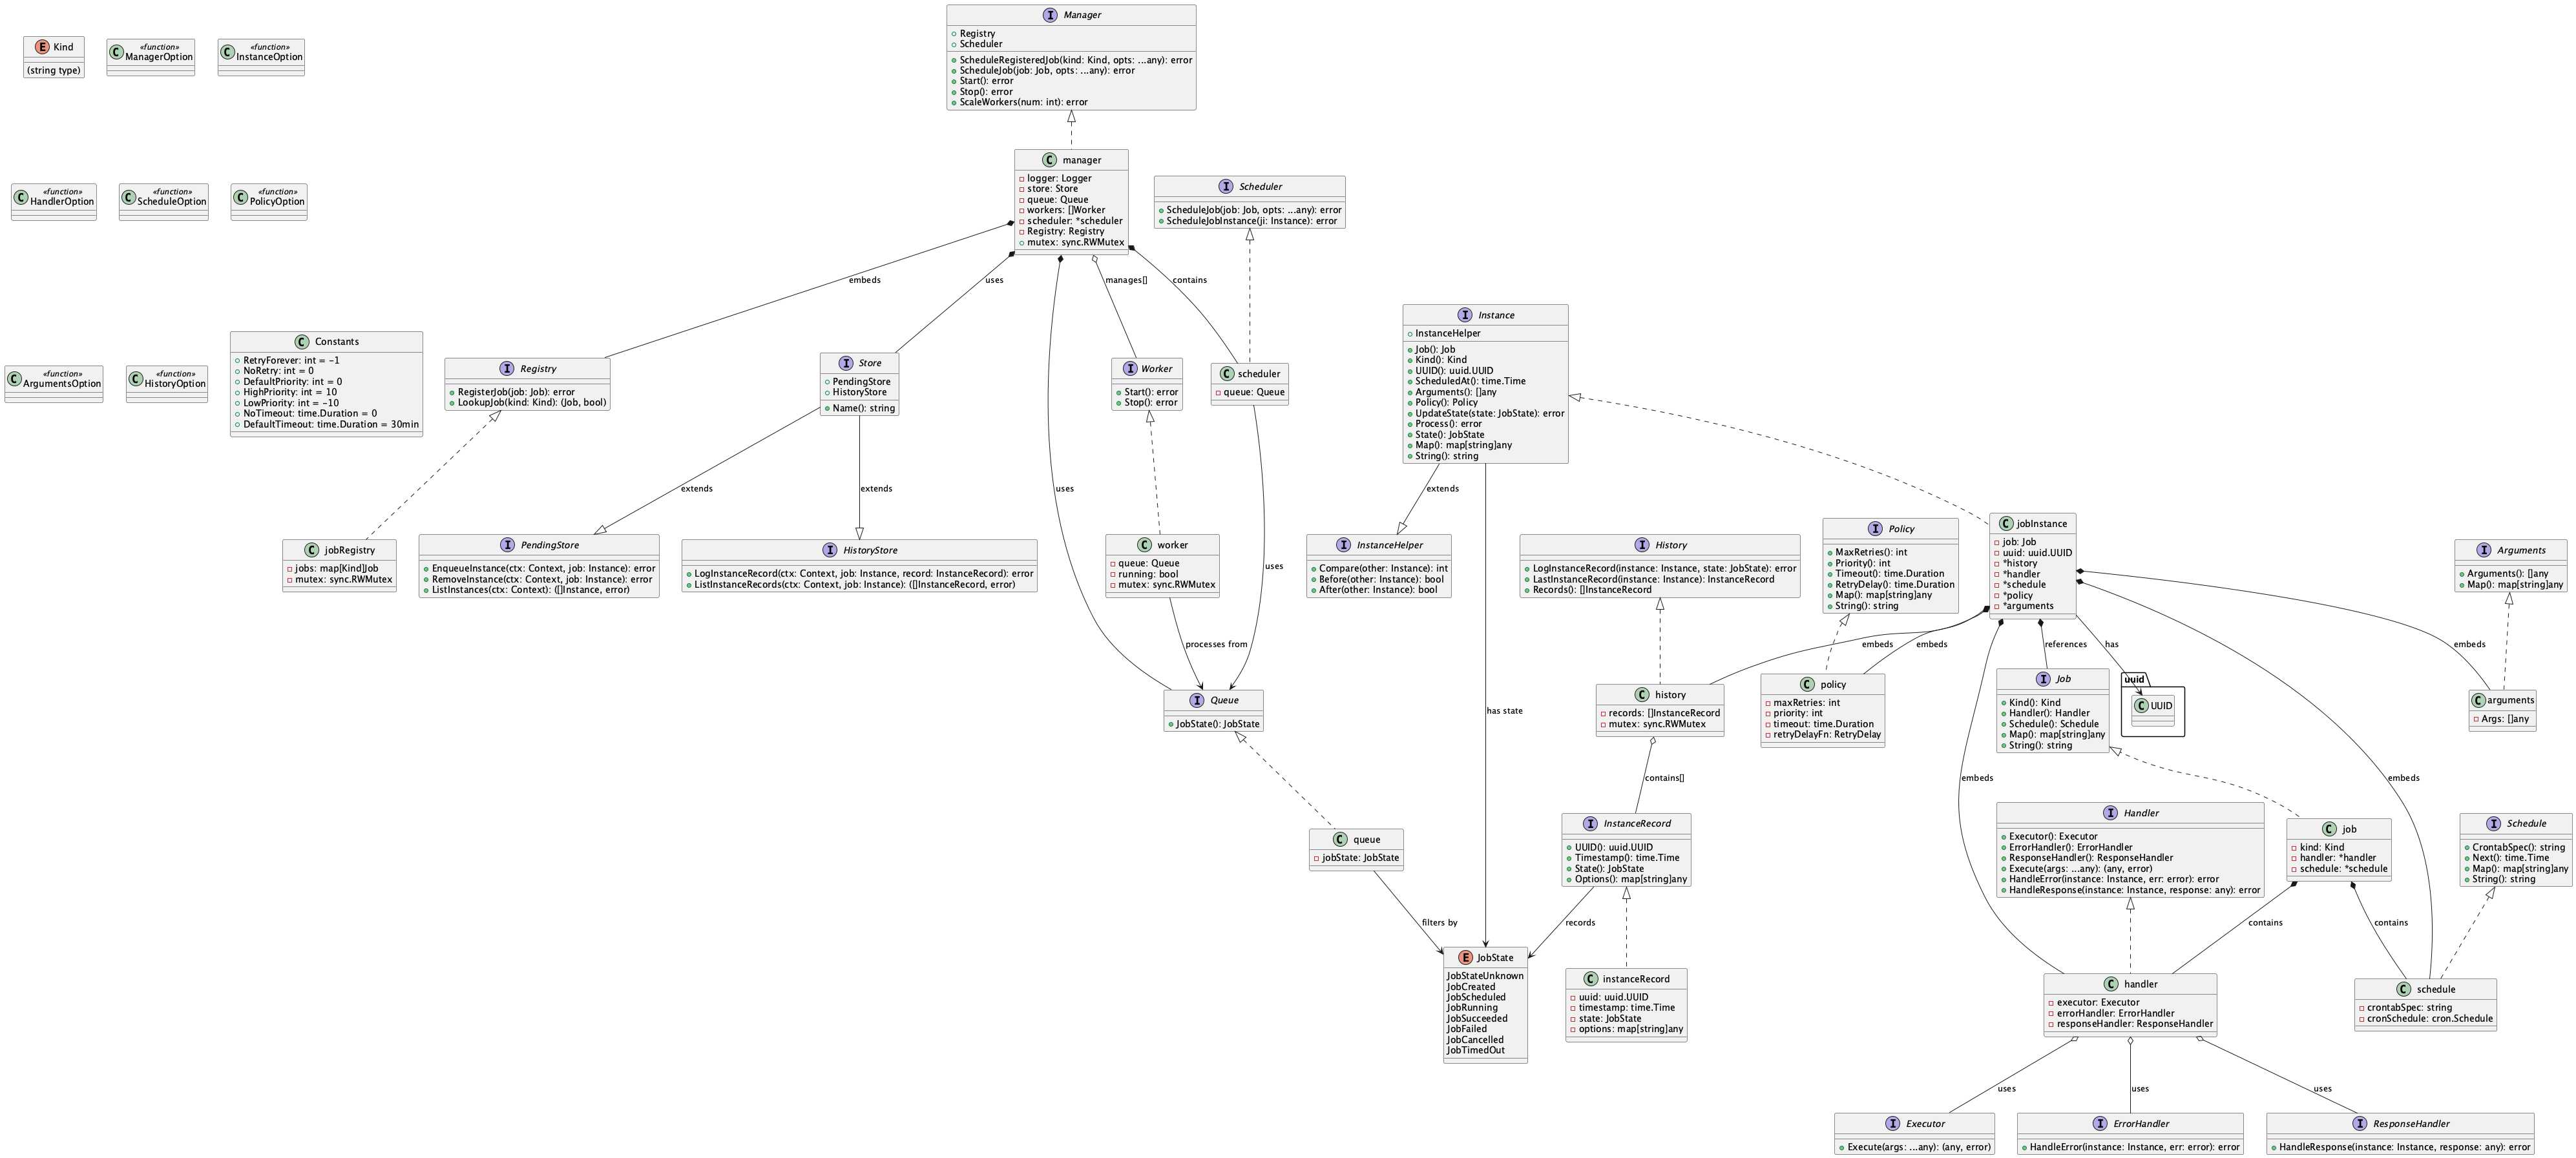 Manager
Registry
Scheduler
ScheduleRegisteredJob(kind: Kind, opts: ...any): error
ScheduleJob(job: Job, opts: ...any): error
Start(): error
Stop(): error
ScaleWorkers(num: int): error
Kind
(string type)
«function»
ManagerOption
«function»
InstanceOption
manager
logger: Logger
store: Store
queue: Queue
workers: []Worker
scheduler: *scheduler
Registry: Registry
mutex: sync.RWMutex
Scheduler
ScheduleJob(job: Job, opts: ...any): error
ScheduleJobInstance(ji: Instance): error
«function»
HandlerOption
«function»
ScheduleOption
«function»
PolicyOption
embeds
uses
manages[]
contains
Constants
RetryForever: int = -1
NoRetry: int = 0
DefaultPriority: int = 0
HighPriority: int = 10
LowPriority: int = -10
NoTimeout: time.Duration = 0
DefaultTimeout: time.Duration = 30min
«function»
ArgumentsOption
«function»
HistoryOption
Registry
RegisterJob(job: Job): error
LookupJob(kind: Kind): (Job, bool)
Store
PendingStore
HistoryStore
Name(): string
Worker
Start(): error
Stop(): error
scheduler
queue: Queue
Instance
InstanceHelper
Job(): Job
Kind(): Kind
UUID(): uuid.UUID
ScheduledAt(): time.Time
Arguments(): []any
Policy(): Policy
UpdateState(state: JobState): error
Process(): error
State(): JobState
Map(): map[string]any
String(): string
extends
extends
uses
extends
jobRegistry
jobs: map[Kind]Job
mutex: sync.RWMutex
PendingStore
EnqueueInstance(ctx: Context, job: Instance): error
RemoveInstance(ctx: Context, job: Instance): error
ListInstances(ctx: Context): ([]Instance, error)
HistoryStore
LogInstanceRecord(ctx: Context, job: Instance, record: InstanceRecord): error
ListInstanceRecords(ctx: Context, job: Instance): ([]InstanceRecord, error)
worker
queue: Queue
running: bool
mutex: sync.RWMutex
uses
InstanceHelper
Compare(other: Instance): int
Before(other: Instance): bool
After(other: Instance): bool
History
LogInstanceRecord(instance: Instance, state: JobState): error
LastInstanceRecord(instance: Instance): InstanceRecord
Records(): []InstanceRecord
Policy
MaxRetries(): int
Priority(): int
Timeout(): time.Duration
RetryDelay(): time.Duration
Map(): map[string]any
String(): string
jobInstance
job: Job
uuid: uuid.UUID
*history
*handler
*schedule
*policy
*arguments
Arguments
Arguments(): []any
Map(): map[string]any
processes from
embeds
embeds
references
has
embeds
Queue
JobState(): JobState
has state
history
records: []InstanceRecord
mutex: sync.RWMutex
policy
maxRetries: int
priority: int
timeout: time.Duration
retryDelayFn: RetryDelay
Job
Kind(): Kind
Handler(): Handler
Schedule(): Schedule
Map(): map[string]any
String(): string
uuid
UUID
arguments
Args: []any
contains[]
embeds
embeds
queue
jobState: JobState
InstanceRecord
UUID(): uuid.UUID
Timestamp(): time.Time
State(): JobState
Options(): map[string]any
Handler
Executor(): Executor
ErrorHandler(): ErrorHandler
ResponseHandler(): ResponseHandler
Execute(args: ...any): (any, error)
HandleError(instance: Instance, err: error): error
HandleResponse(instance: Instance, response: any): error
job
kind: Kind
handler: *handler
schedule: *schedule
Schedule
CrontabSpec(): string
Next(): time.Time
Map(): map[string]any
String(): string
filters by
records
contains
contains
JobState
JobStateUnknown
JobCreated
JobScheduled
JobRunning
JobSucceeded
JobFailed
JobCancelled
JobTimedOut
instanceRecord
uuid: uuid.UUID
timestamp: time.Time
state: JobState
options: map[string]any
handler
executor: Executor
errorHandler: ErrorHandler
responseHandler: ResponseHandler
schedule
crontabSpec: string
cronSchedule: cron.Schedule
uses
uses
uses
Executor
Execute(args: ...any): (any, error)
ErrorHandler
HandleError(instance: Instance, err: error): error
ResponseHandler
HandleResponse(instance: Instance, response: any): error